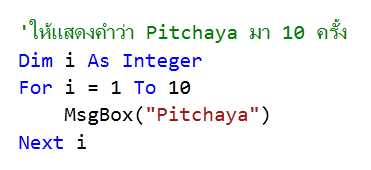 'ให้แสดงคำว่า Pitchaya มา 10 ครั้ง
Dim i As Integer
For i = 1 To 10
    MsgBox("Pitchaya")
Next i